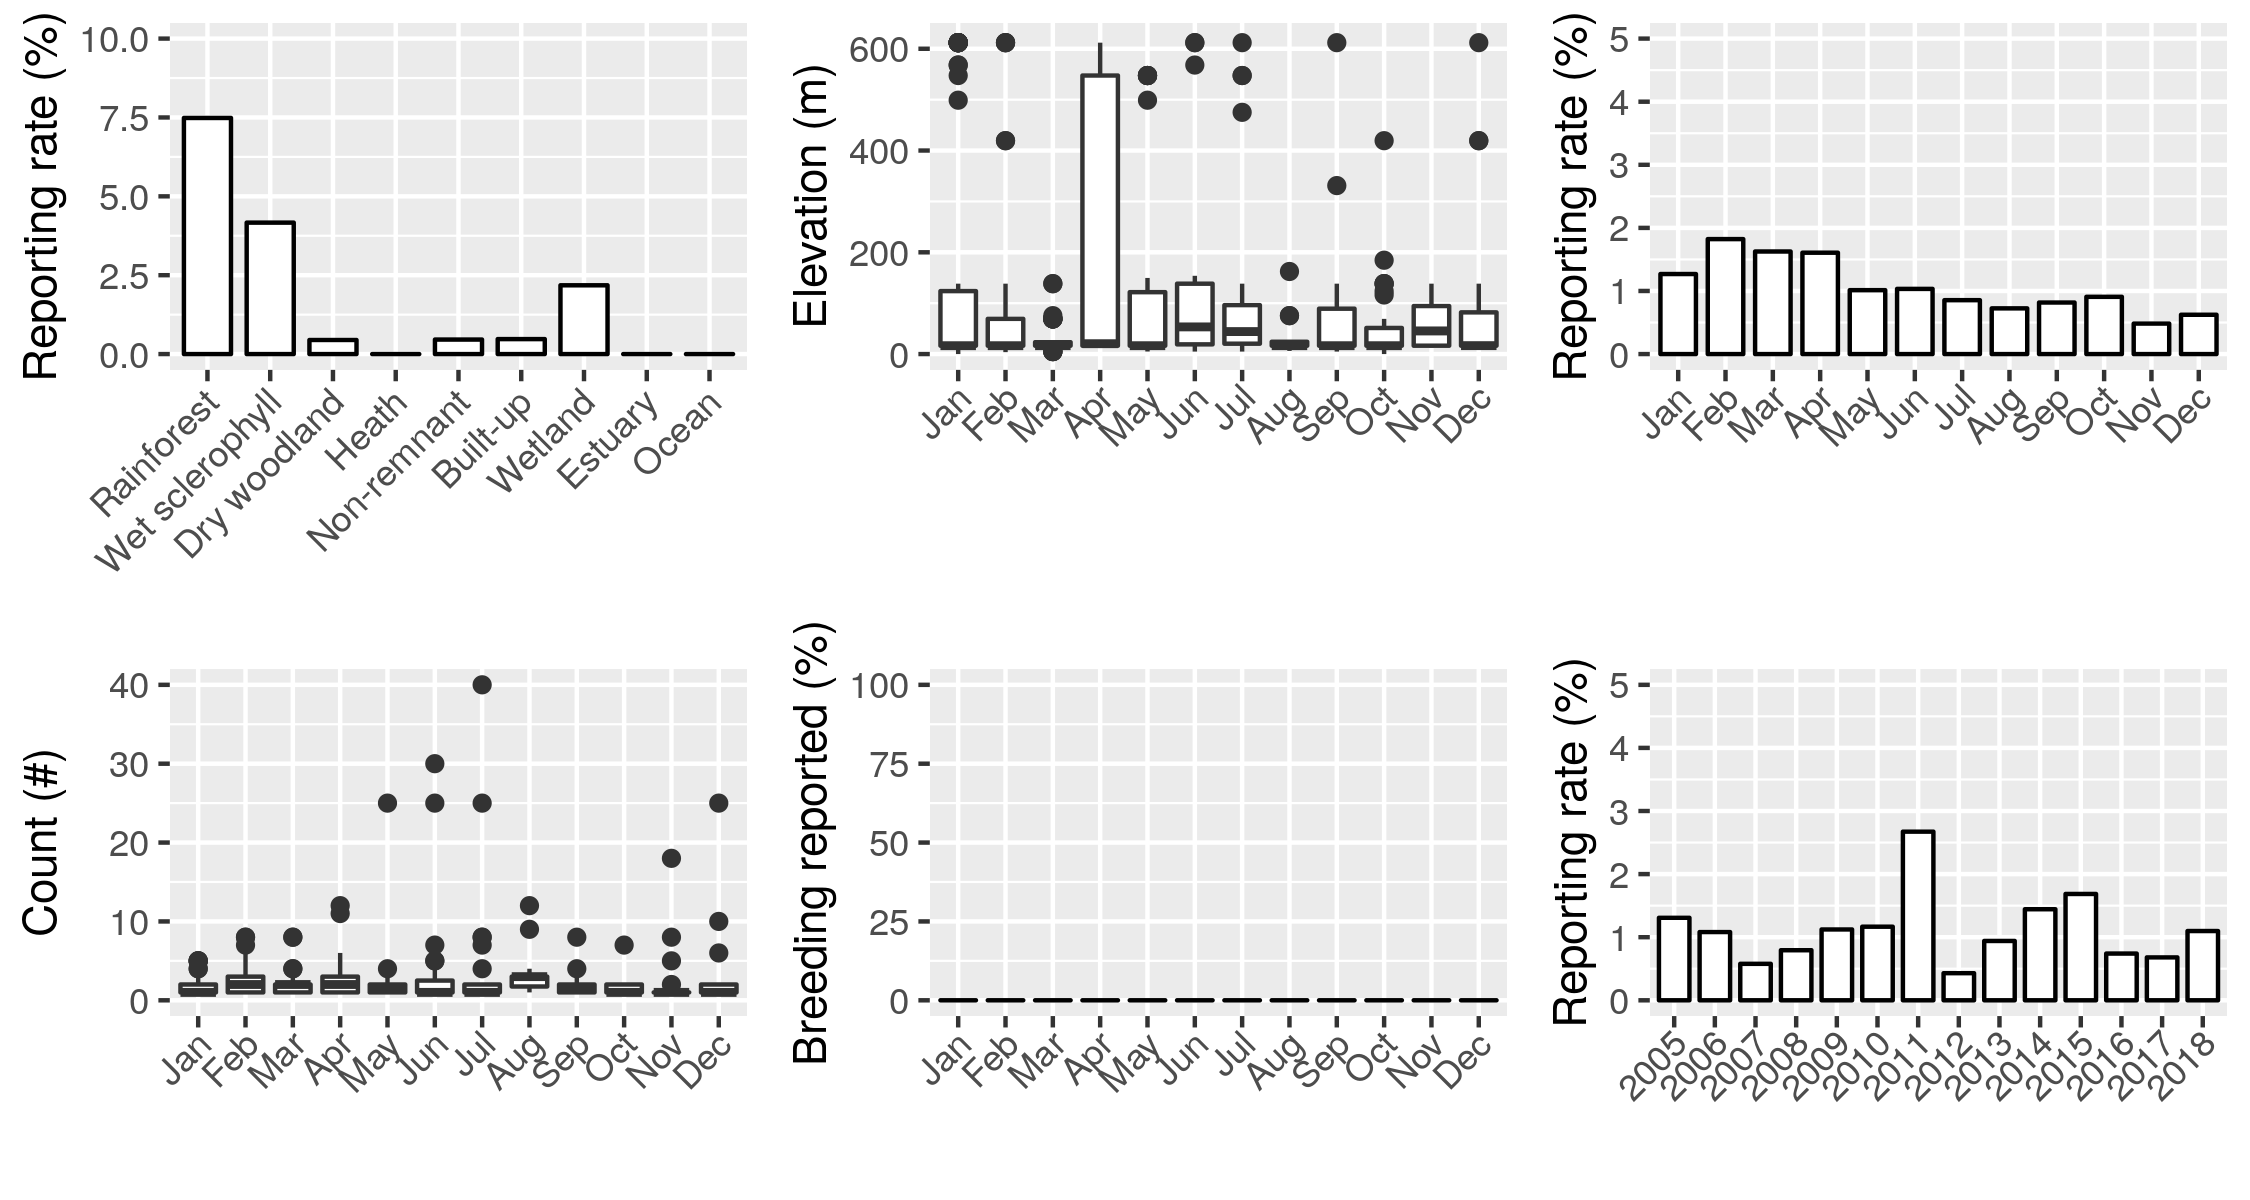 Reporting rate (%)
10.0
7.5
5.0
2.5
0.0
Rainforest
Wet sclerophyll
Dry woodland
Heath
Non-remnant
Built-up
Wetland
Estuary
Ocean
Elevation (m)
600
400
200
0
Jan
Feb
Mar
Apr
May
Jun
Jul
Aug
Sep
Oct
Nov
Dec
Reporting rate (%)
5
4
3
2
1
0
Jan
Feb
Mar
Apr
May
Jun
Jul
Aug
Sep
Oct
Nov
Dec
Count (#)
40
30
20
10
0
Jan
Feb
Mar
Apr
May
Jun
Jul
Aug
Sep
Oct
Nov
Dec
Breeding reported (%)
100
75
50
25
0
Jan
Feb
Mar
Apr
May
Jun
Jul
Aug
Sep
Oct
Nov
Dec
Reporting rate (%)
5
4
3
2
1
0
2005
2006
2007
2008
2009
2010
2011
2012
2013
2014
2015
2016
2017
2018